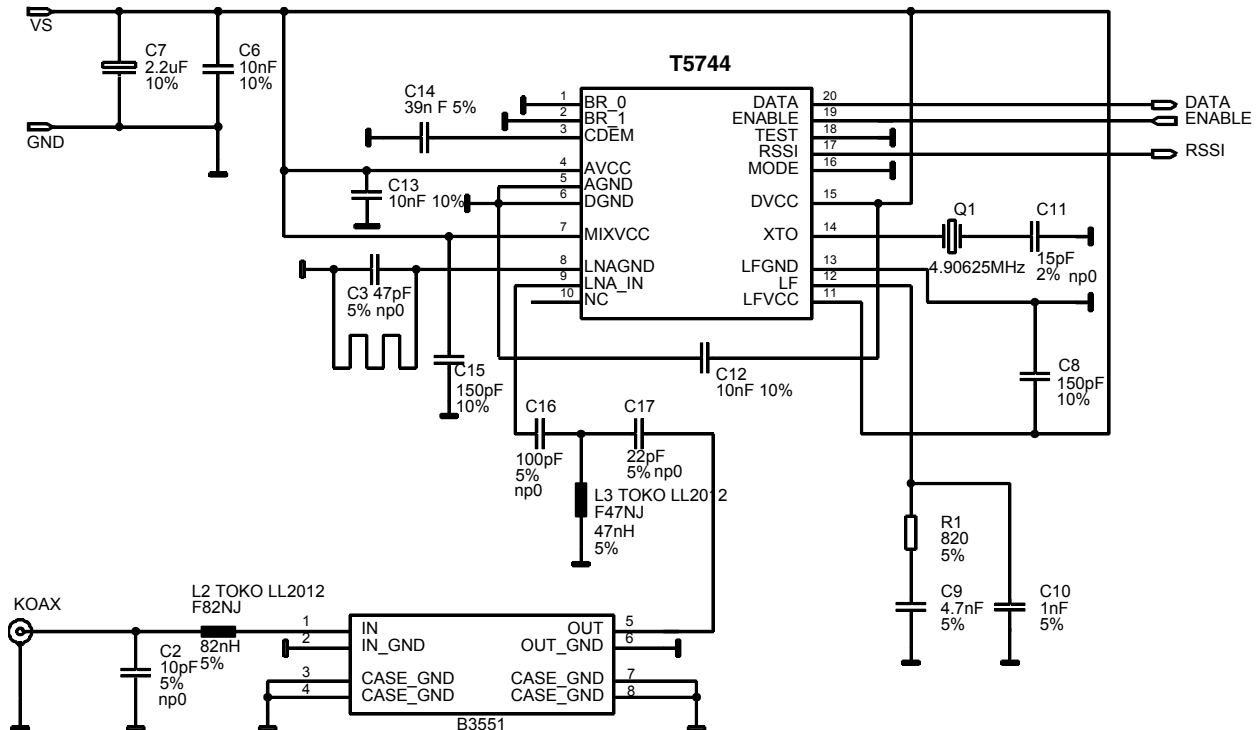 VS
GND
C7
2.2uF
10%
C6
10nF
10%
C14
39n F 5%
T5744
1
BR_0
2
BR_1
3
CDEM
4
AVCC
5
AGND
6
DGND
7
MIXVCC
8
LNAGND
9
LNA_IN
10
NC
DATA
20
ENABLE
19
TEST
18
RSSI
17
MODE
16
DVCC
15
XTO
14
LFGND
13
LF
12
LFVCC
11
DATA
ENABLE
RSSI
C13
10nF 10%
Q1
4.90625MHz
C11
15pF
2% np0
C3 47pF
5% np0
C15
150pF
10%
C12
10nF 10%
C8
150pF
10%
C16
100pF
5%
np0
C17
22pF
5% np0
L3 TOKO LL2012
F47NJ
47nH
5%
R1
820
5%
C9
4.7nF
5%
C10
1nF
5%
KOAX
L2 TOKO LL2012
F82NJ
82nH
5%
C2
10pF
5%
np0
1
IN
2
IN_GND
3
CASE_GND
4
CASE_GND
OUT
5
OUT_GND
6
CASE_GND
7
CASE_GND
8
B3551